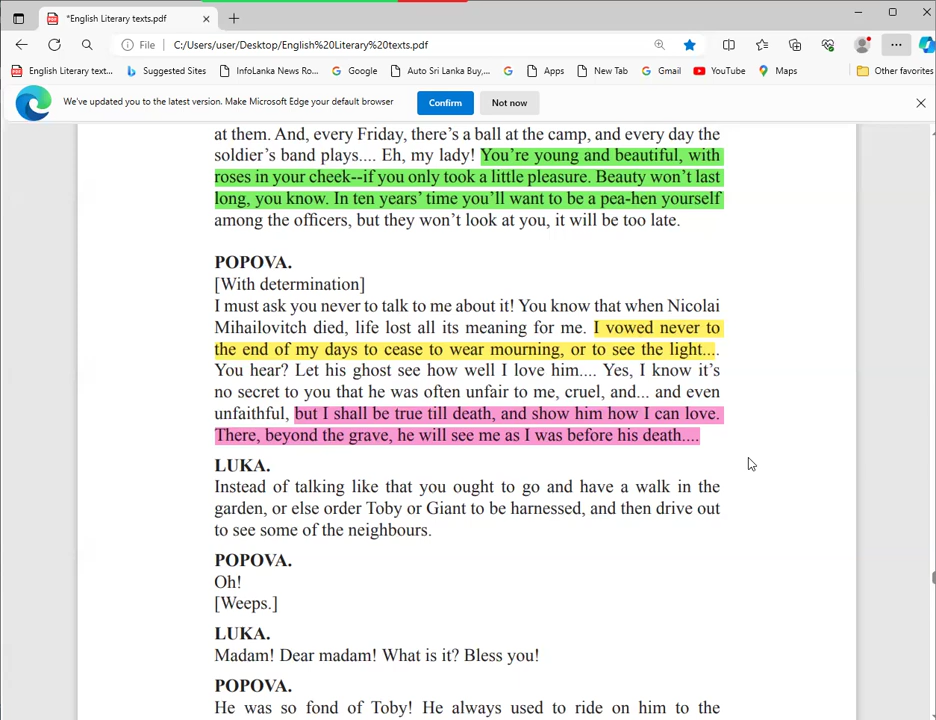 *English Literary texts.pdf
File C:/Users/user/Desktop/English%20Literary%20texts.pdf
English Literary text... Suggested Sites InfoLanka News Ro... Google Auto Sri Lanka Buy,... Apps New Tab Gmail YouTube Maps Other favorites
We've updated you to the latest version. Make Microsoft Edge your default browser Confirm Not now
at them. And, every Friday, there's a ball at the camp, and every day the
soldier's band plays.... Eh, my lady! You're young and beautiful, with
roses in your cheek--if you only took a little pleasure. Beauty won't last
long, you know. In ten years' time you'll want to be a pea-hen yourself
among the officers, but they won't look at you, it will be too late.
POPOVA.
[With determination]
I must ask you never to talk to me about it! You know that when Nicolai
Mihailovitch died, life lost all its meaning for me. I vowed never to
the end of my days to cease to wear mourning, or to see the light....
You hear? Let his ghost see how well I love him.... Yes, I know it's
no secret to you that he was often unfair to me, cruel, and... and even
unfaithful, but I shall be true till death, and show him how I can love.
There, beyond the grave, he will see me as I was before his death....
LUKA.
Instead of talking like that you ought to go and have a walk in the
garden, or else order Toby or Giant to be harnessed, and then drive out
to see some of the neighbours.
POPOVA.
Oh!
[Weeps.]
LUKA.
Madam! Dear madam! What is it? Bless you!
POPOVA.
He was so fond of Toby! He always used to ride on him to the